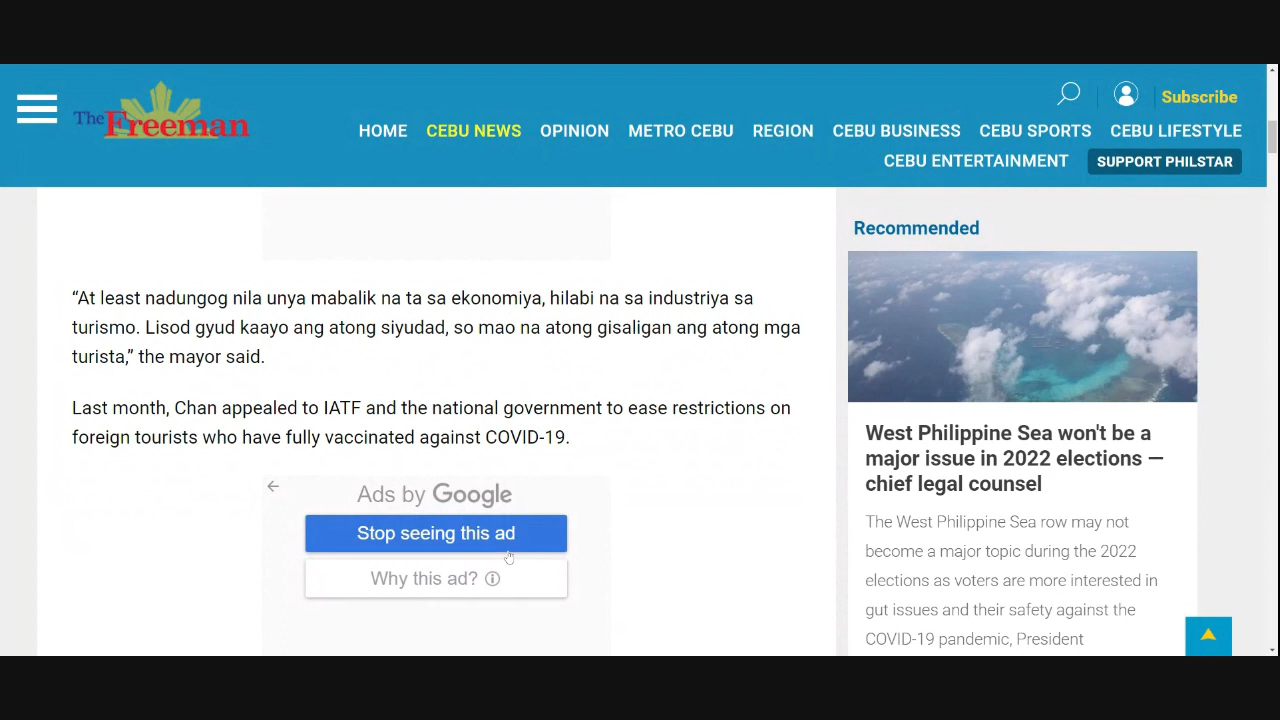 The Freeman
Subscribe
HOME CEBU NEWS OPINION METRO CEBU REGION CEBU BUSINESS CEBU SPORTS CEBU LIFESTYLE
CEBU ENTERTAINMENT SUPPORT PHILSTAR
“At least nadungog nila unya mabalik na ta sa ekonomiya, hilabi na sa industriya sa
turismo. Lisod gyud kaayo ang atong siyudad, so mao na atong gisaligan ang atong mga
turista,” the mayor said.
Last month, Chan appealed to IATF and the national government to ease restrictions on
foreign tourists who have fully vaccinated against COVID-19.
Ads by Google
Stop seeing this ad
Why this ad?
Recommended
West Philippine Sea won't be a
major issue in 2022 elections —
chief legal counsel
The West Philippine Sea row may not
become a major topic during the 2022
elections as voters are more interested in
gut issues and their safety against the
COVID-19 pandemic, President